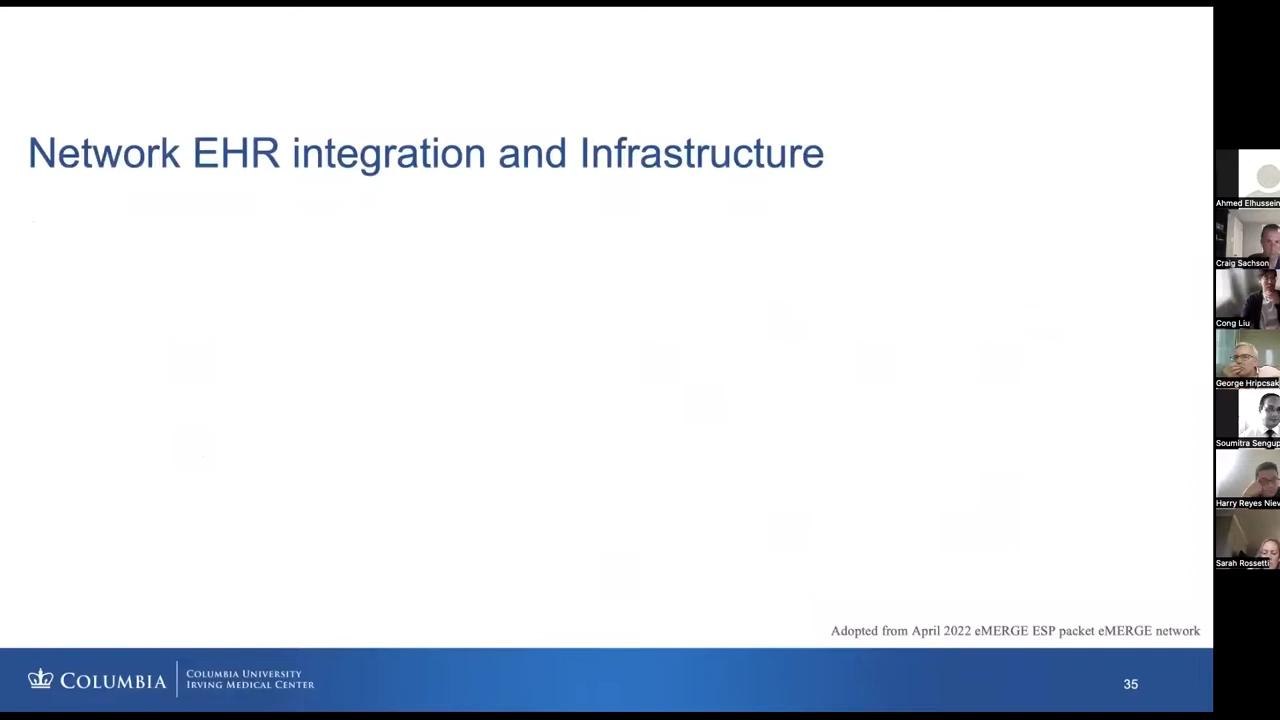 Network EHR integration and Infrastructure
Ahmed Elhussein
Craig Sachson
Cong Liu
George Hripcsak
Soumitra Sengup
Harry Reyes Niev
Sarah Rossetti
Adopted from April 2022 eMERGE ESP packet eMERGE network
COLUMBIA
COLUMBIA UNIVERSITY
IRVING MEDICAL CENTER
35